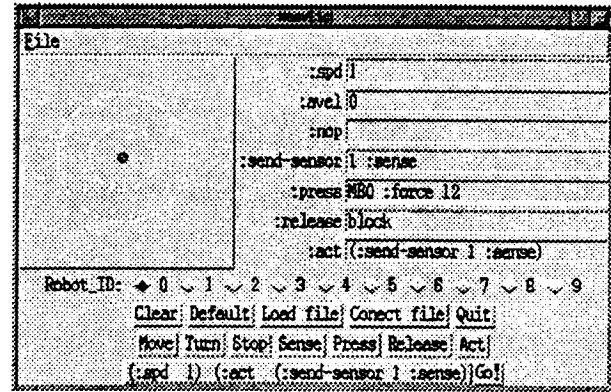 File
:spd 1
:avel 0
:nop
:send-sensor 1 :sense
:press MB0 :force 12
:release block
:act (:send-sensor 1 :sense)
Robot_ID: 0 1 2 3 4 5 6 7 8 9
Clear Default Load file Conect file Quit
Move Turn Stop Sense Press Release Act
(:spd 1) (:act (:send-sensor 1 :sense) Go!